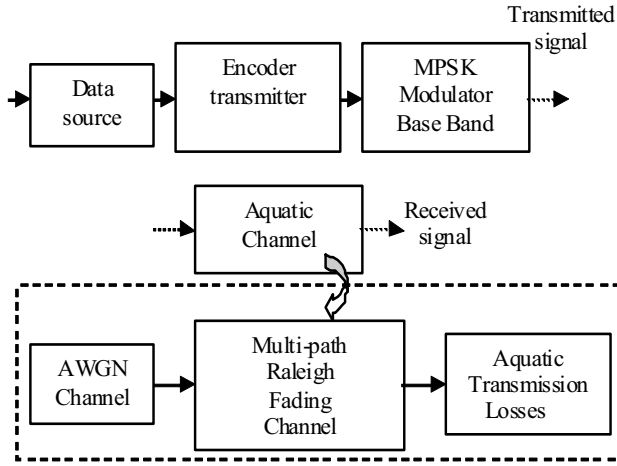 Transmitted
signal
Data
source
Encoder
transmitter
MPSK
Modulator
Base Band
Aquatic
Channel
Received
signal
AWGN
Channel
Multi-path
Raleigh
Fading
Channel
Aquatic
Transmission
Losses